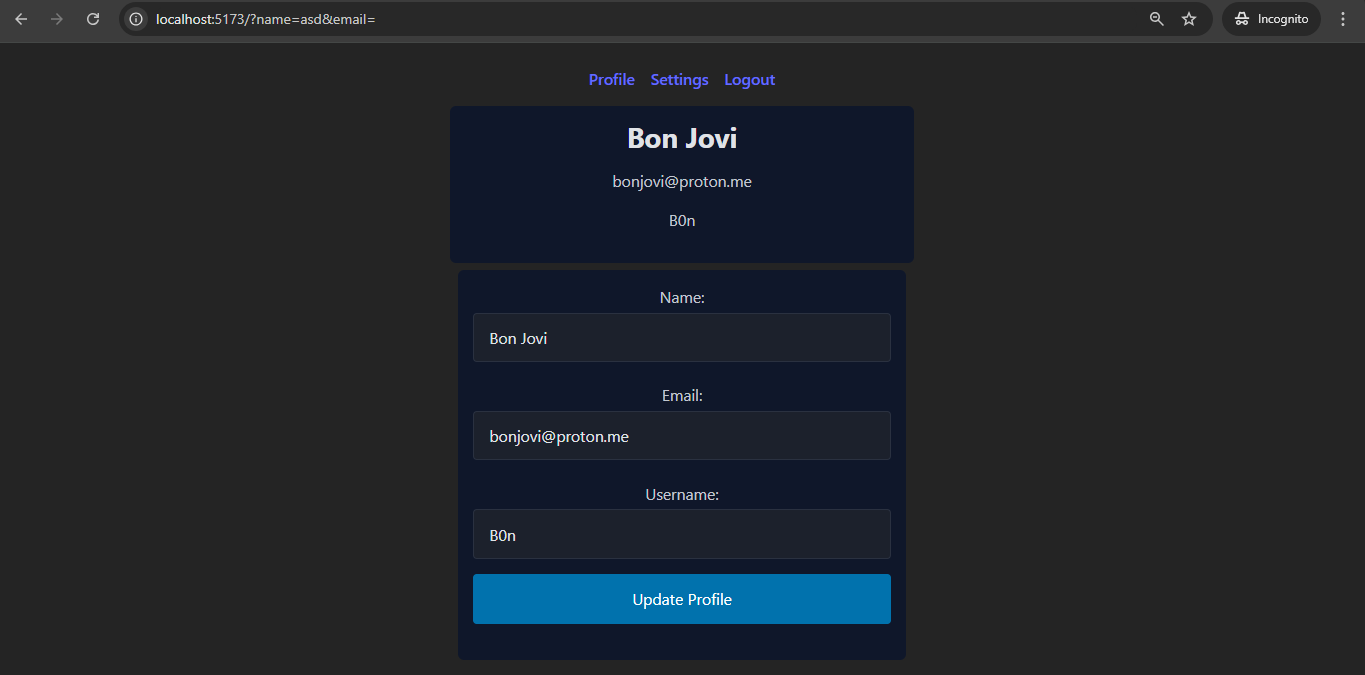 localhost:5173/?name=asd&email=
Incognito
Profile Settings Logout
Bon Jovi
bonjovi@proton.me
B0n
Name:
Bon Jovi
Email:
bonjovi@proton.me
Username:
B0n
Update Profile